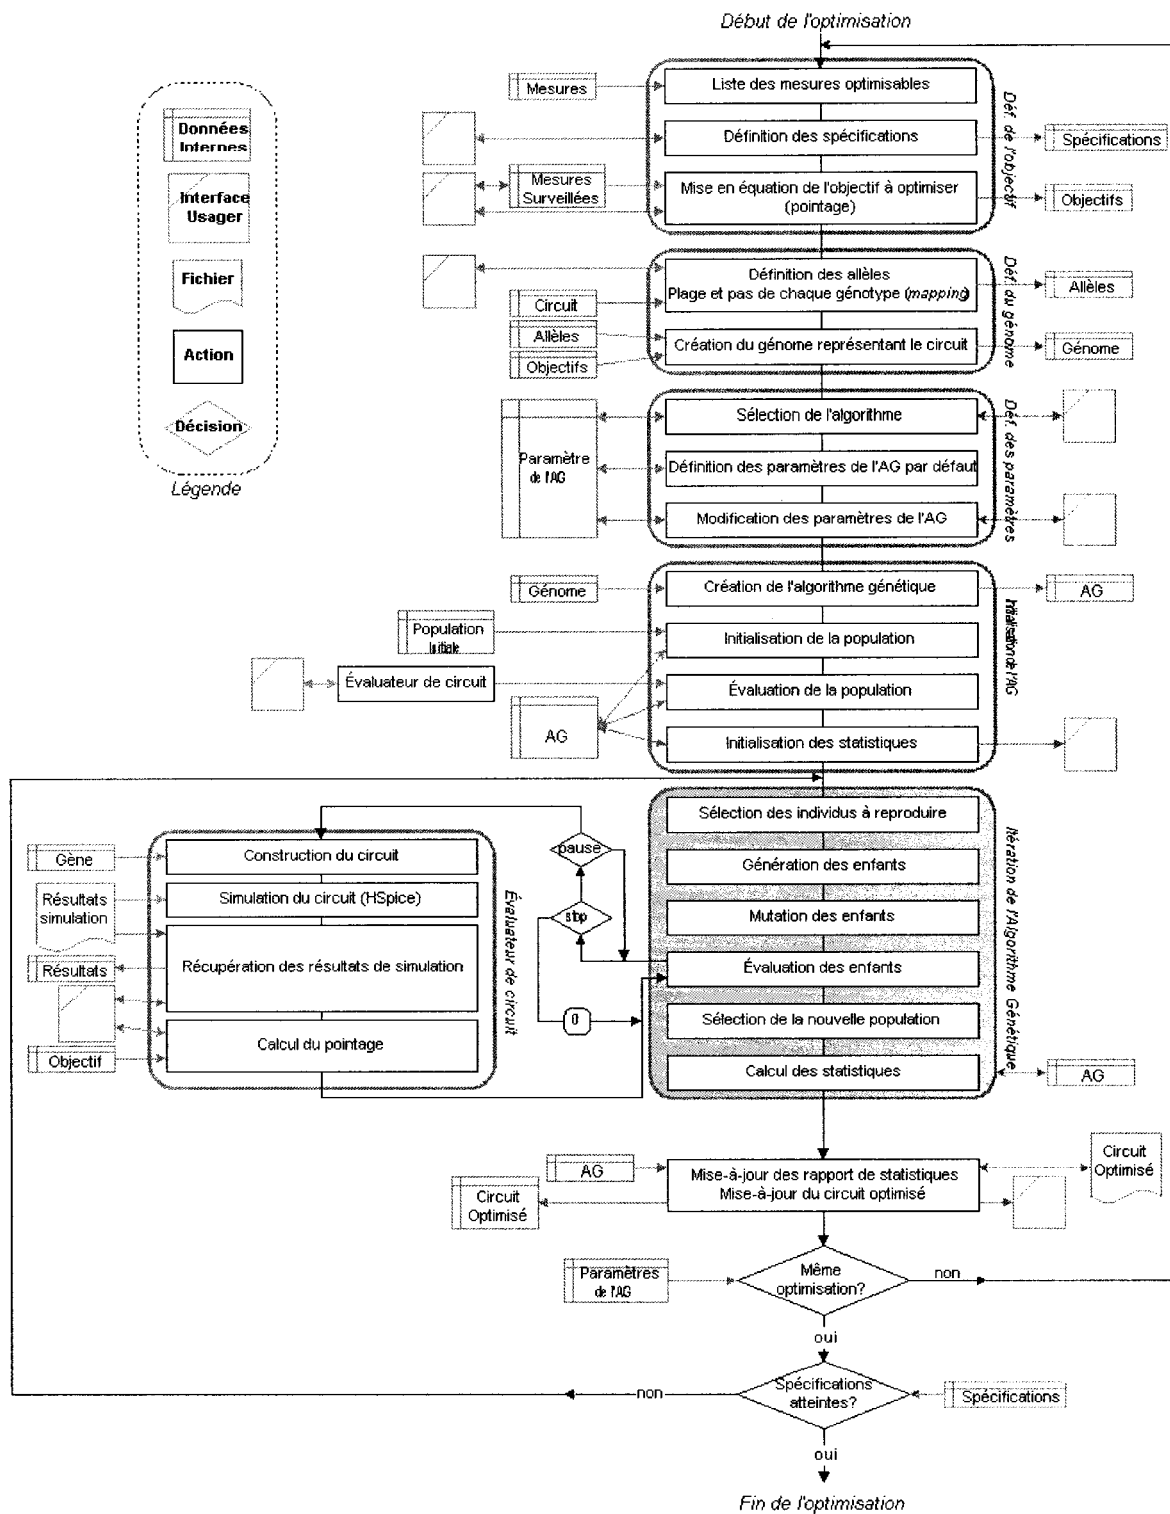 Début de l'optimisation
Données
Internes
Interface
Usager
Fichier
Action
Décision
Légende
Mesures
Liste des mesures optimisables
Définition des spécifications
Spécifications
Mesures
Surveillées
Mise en équation de l'objectif à optimiser
(pointage)
Objectifs
Déf. de l'objectif
Définition des allèles
Plage et pas de chaque génotype (mapping)
Allèles
Circuit
Allèles
Objectifs
Création du génome représentant le circuit
Génome
Déf. du génome
Paramètre
de l'AG
Sélection de l'algorithme
Définition des paramètres de l'AG par défaut
Modification des paramètres de l'AG
Déf. des paramètres
Génome
Création de l'algorithme génétique
AG
Population
Initiale
Initialisation de la population
Évaluateur de circuit
Évaluation de la population
AG
Initialisation des statistiques
Initialisation de l'AG
Sélection des individus à reproduire
Génération des enfants
Mutation des enfants
Évaluation des enfants
Sélection de la nouvelle population
Calcul des statistiques
Itération de l'Algorithme Génétique
AG
pause
stop
0
Gène
Construction du circuit
Résultats
simulation
Simulation du circuit (HSpice)
Récupération des résultats de simulation
Résultats
Calcul du pointage
Objectif
Évaluateur de circuit
AG
Mise-à-jour des rapport de statistiques
Mise-à-jour du circuit optimisé
Circuit
Optimisé
Circuit
Optimisé
Paramètres
de l'AG
Même
optimisation?
non
oui
Spécifications
atteintes?
non
Spécifications
oui
Fin de l'optimisation